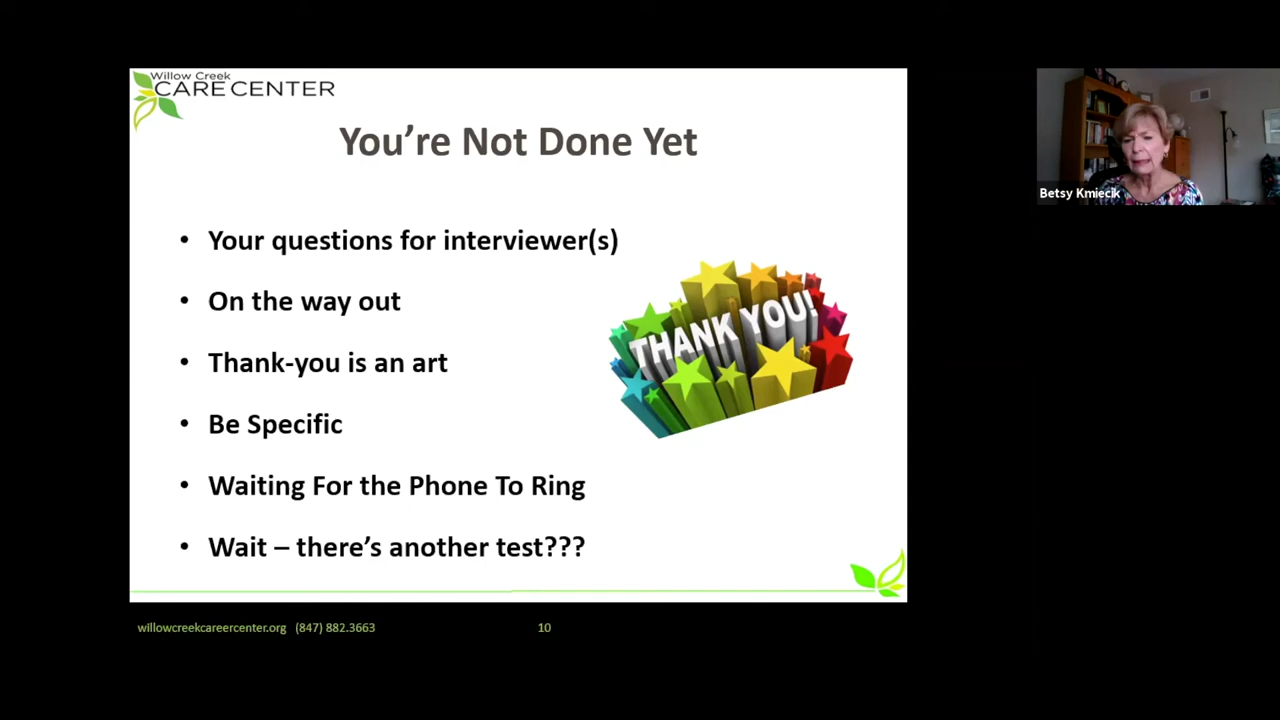 Willow Creek
CARE CENTER
You're Not Done Yet
• Your questions for interviewer(s)
• On the way out
• Thank-you is an art
• Be Specific
• Waiting For the Phone To Ring
• Wait – there's another test???
THANK YOU!
willowcreekcareercenter.org (847) 882.3663
10
Betsy Kmiecik